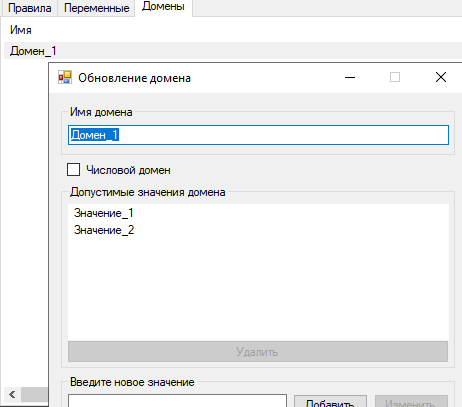 Правила Переменные Домены
Имя
Домен_1
Обновление домена
Имя домена
Домен_1
Числовой домен
Допустимые значения домена
Значение_1
Значение_2
Удалить
Введите новое значение
Добавить Изменить